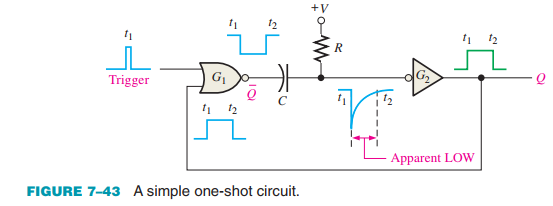 +V
t1 t2
t1
R
t1 t2
Trigger
G1
Q̅
C
G2
Q
t1 t2
t1 t2
Apparent LOW
FIGURE 7–43 A simple one-shot circuit.